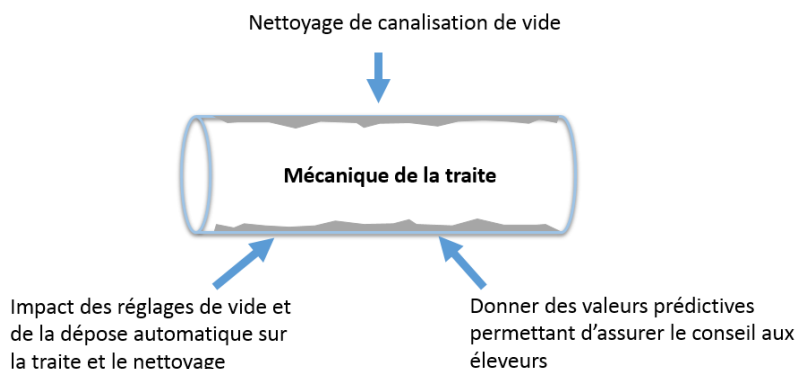 Nettoyage de canalisation de vide
Mécanique de la traite
Impact des réglages de vide et
de la dépose automatique sur
la traite et le nettoyage
Donner des valeurs prédictives
permettant d’assurer le conseil aux
éleveurs